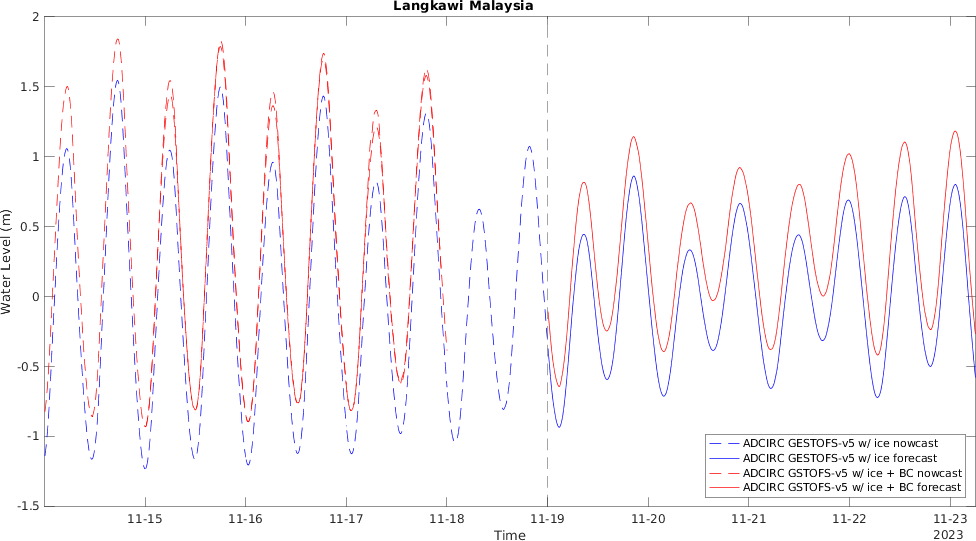 Langkawi Malaysia
2
1.5
1
0.5
0
-0.5
-1
-1.5
Water Level (m)
11-15
11-16
11-17
11-18
11-19
11-20
11-21
11-22
11-23
Time
2023
ADCIRC GESTOFS-v5 w/ ice nowcast
ADCIRC GESTOFS-v5 w/ ice forecast
ADCIRC GSTOFS-v5 w/ ice + BC nowcast
ADCIRC GSTOFS-v5 w/ ice + BC forecast